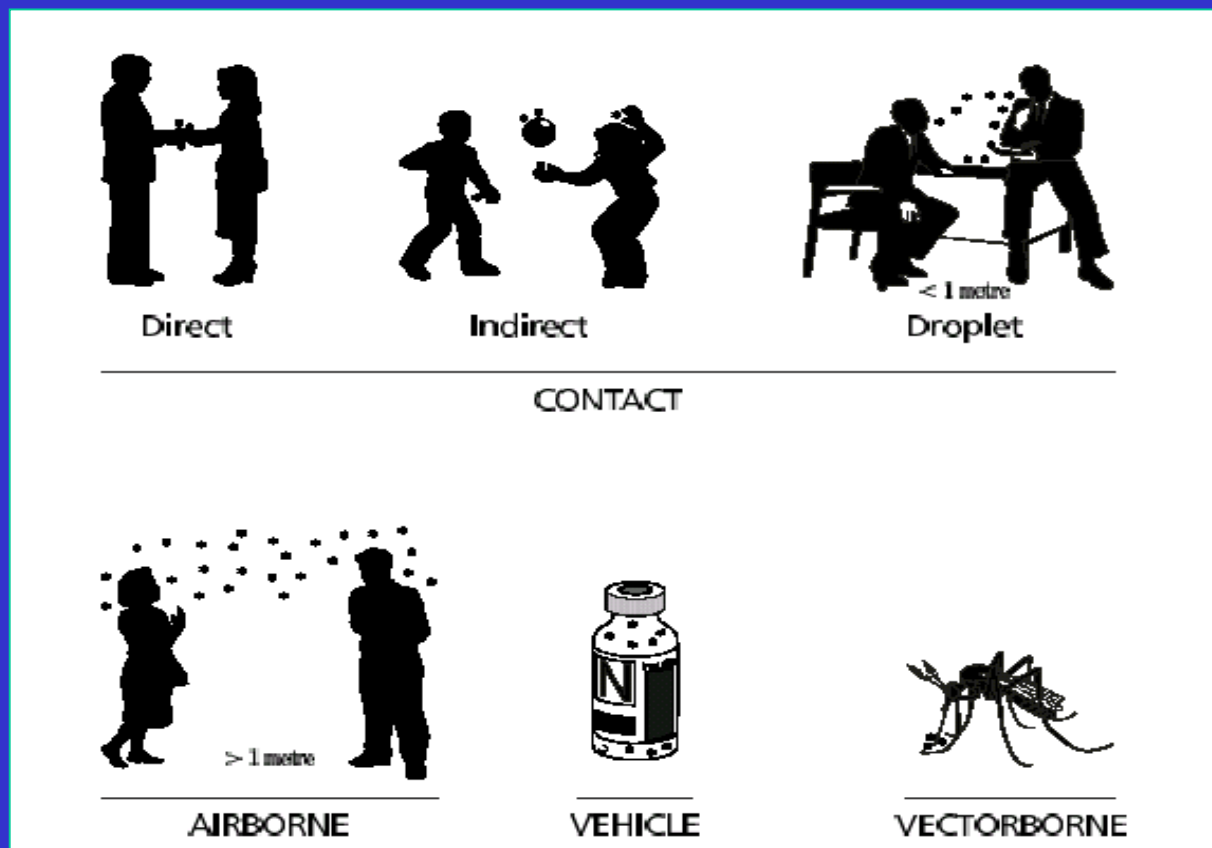 < 1 metre
Direct Indirect Droplet
CONTACT
N
> 1 metre
AIRBORNE VEHICLE VECTORBORNE